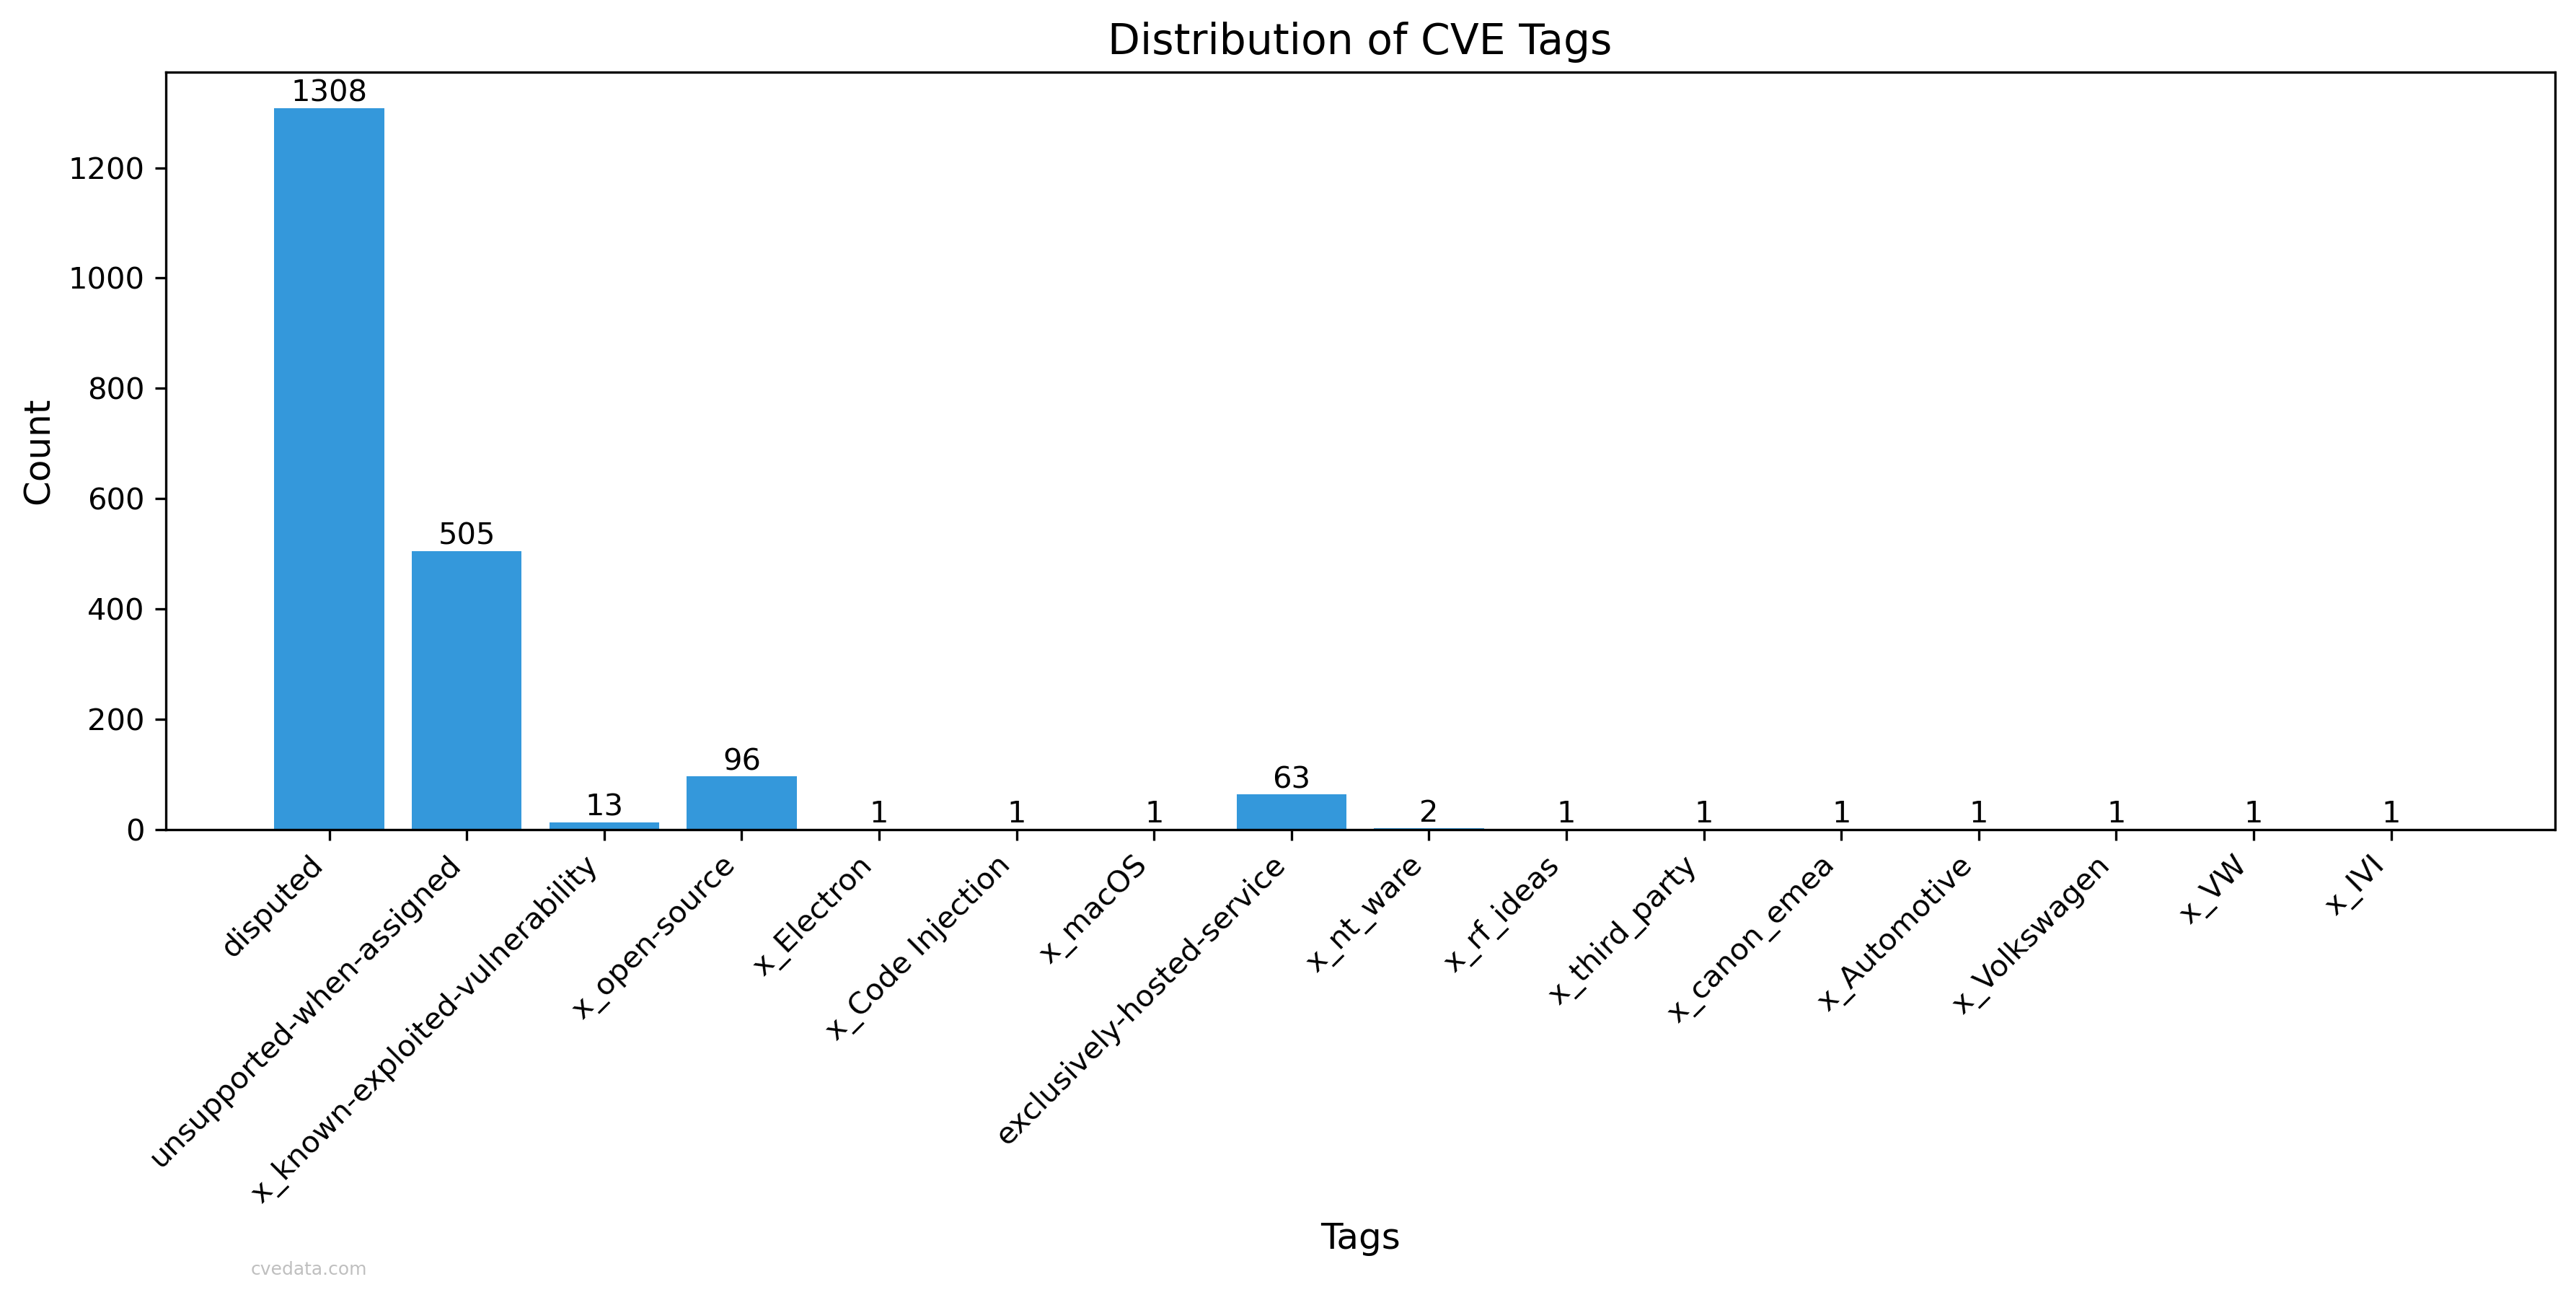 Distribution of CVE Tags
Count
1200
1000
800
600
400
200
0
1308
505
13
96
1
1
1
63
2
1
1
1
1
1
1
1
disputed
unsupported-when-assigned
x_known-exploited-vulnerability
x_open-source
x_Electron
x_Code Injection
x_macOS
exclusively-hosted-service
x_nt_ware
x_rf_ideas
x_third_party
x_canon_emea
x_Automotive
x_Volkswagen
x_VW
x_IVI
Tags
cvedata.com